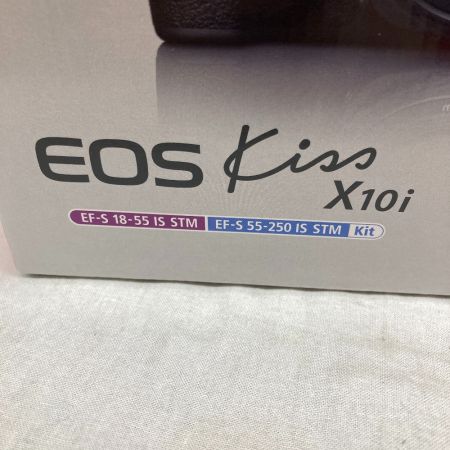 EOS Kiss
X10i
EF-S 18-55 IS STM EF-S 55-250 IS STM Kit